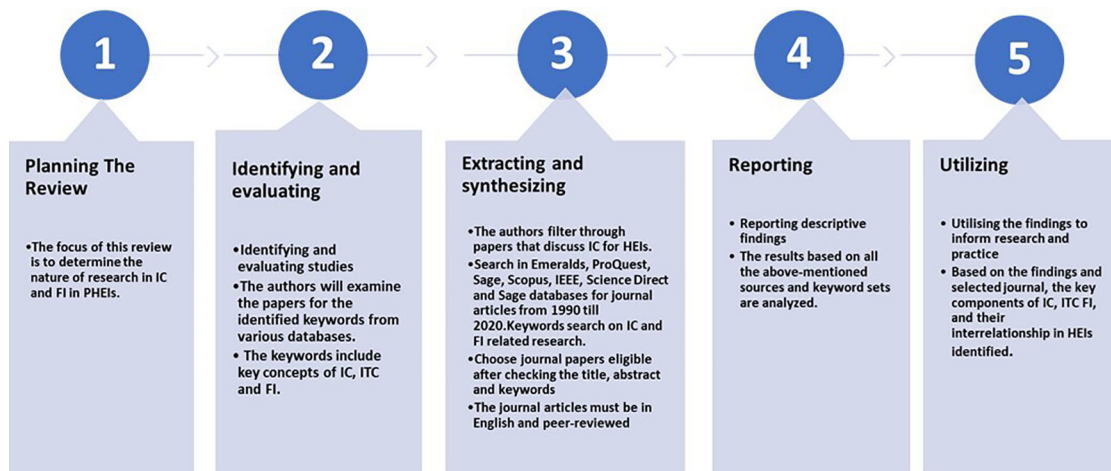 1
2
3
4
5
Planning The
Review
•The focus of this review
is to determine the
nature of research in IC
and FI in PHEIs.
Identifying and
evaluating
•Identifying and
evaluating studies
•The authors will examine
the papers for the
identified keywords from
various databases.
• The keywords include
key concepts of IC, ITC
and FI.
Extracting and
synthesizing
•The authors filter through
papers that discuss IC for HEIs.
•Search in Emeralds, ProQuest,
Sage, Scopus, IEEE, Science Direct
and Sage databases for journal
articles from 1990 till
2020.Keywords search on IC and
FI related research.
•Choose journal papers eligible
after checking the title, abstract
and keywords
•The journal articles must be in
English and peer-reviewed
Reporting
• Reporting descriptive
findings
• The results based on all
the above-mentioned
sources and keyword sets
are analyzed.
Utilizing
• Utilising the findings to
inform research and
practice
• Based on the findings and
selected journal, the key
components of IC, ITC FI,
and their
interrelationship in HEIs
identified.